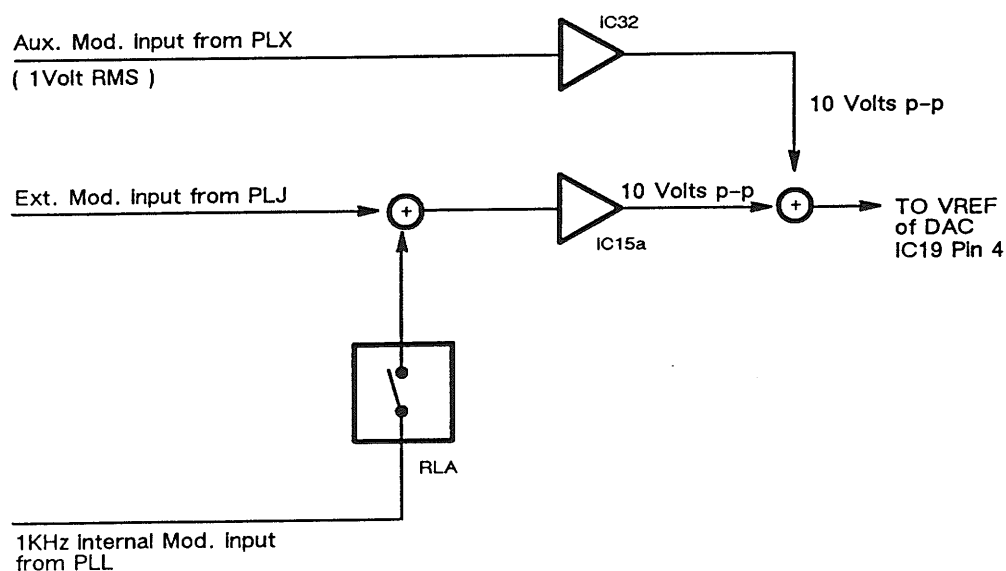 IC32
Aux. Mod. input from PLX
( 1Volt RMS )
10 Volts p-p
Ext. Mod. input from PLJ
+
10 Volts p-p
+
IC15a
TO VREF
of DAC
IC19 Pin 4
RLA
1KHz internal Mod. input
from PLL